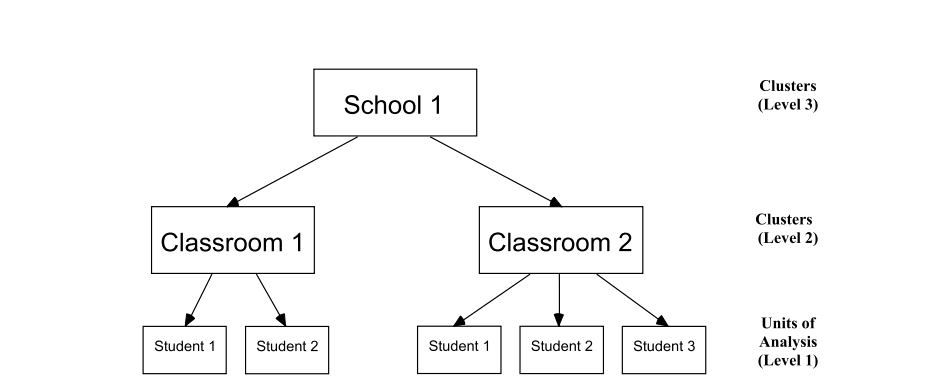 School 1
Clusters
(Level 3)
Classroom 1
Classroom 2
Clusters
(Level 2)
Student 1
Student 2
Student 1
Student 2
Student 3
Units of
Analysis
(Level 1)